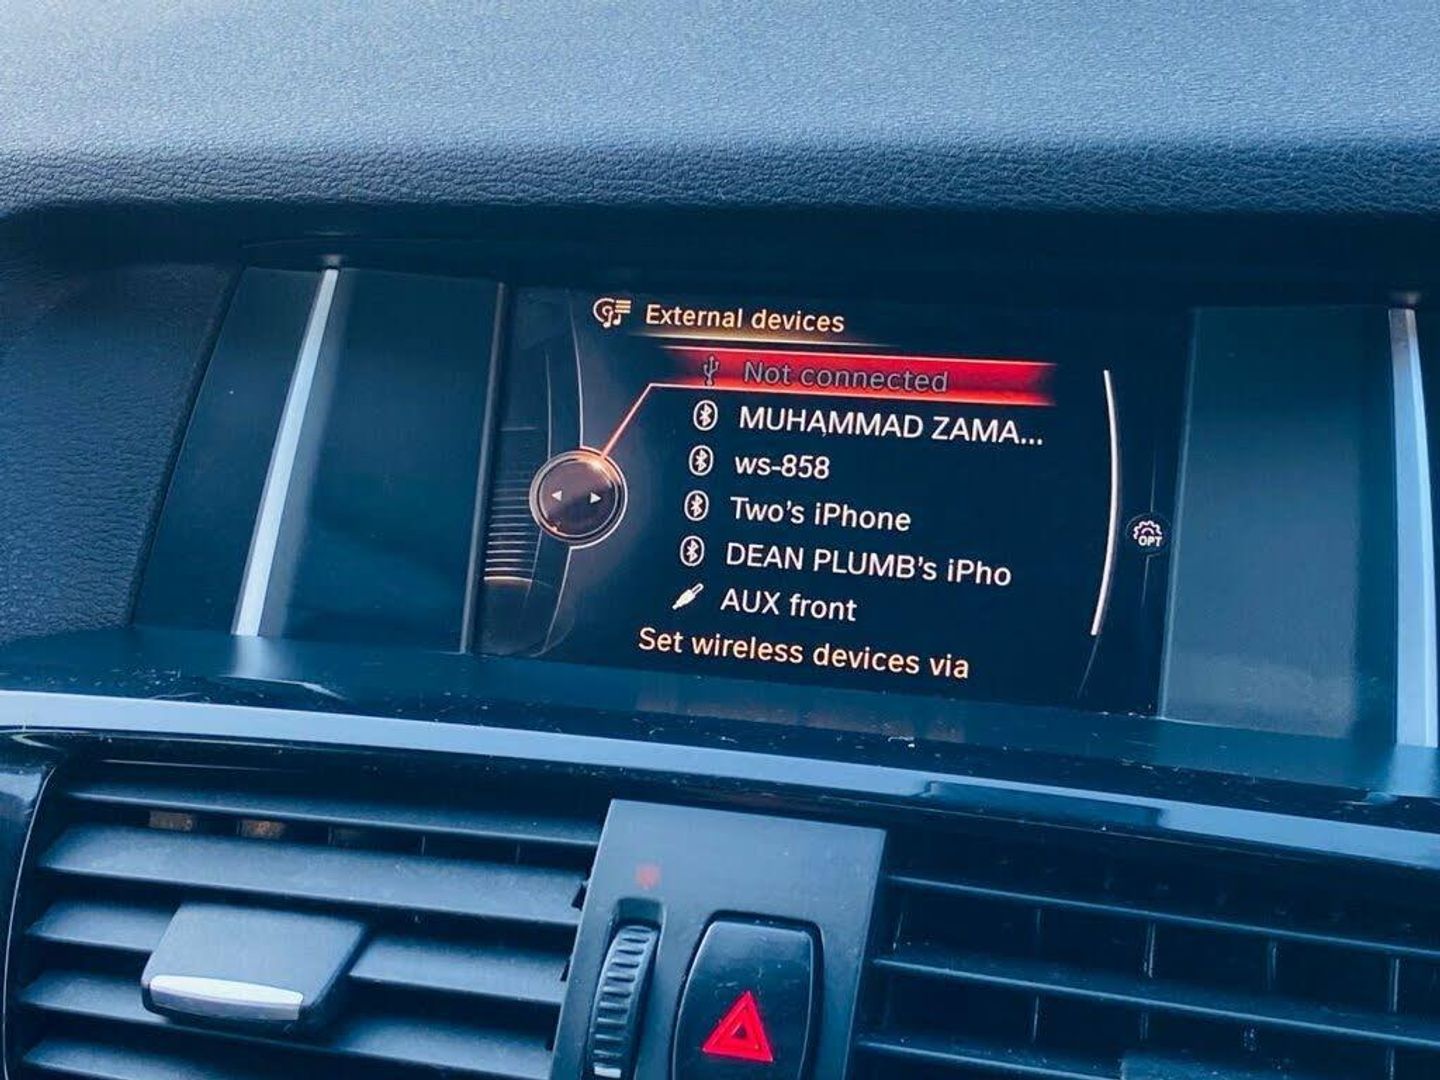 External devices
Not connected
MUHAMMAD ZAMA...
ws-858
Two's iPhone
DEAN PLUMB's iPho
AUX front
Set wireless devices via
OPT